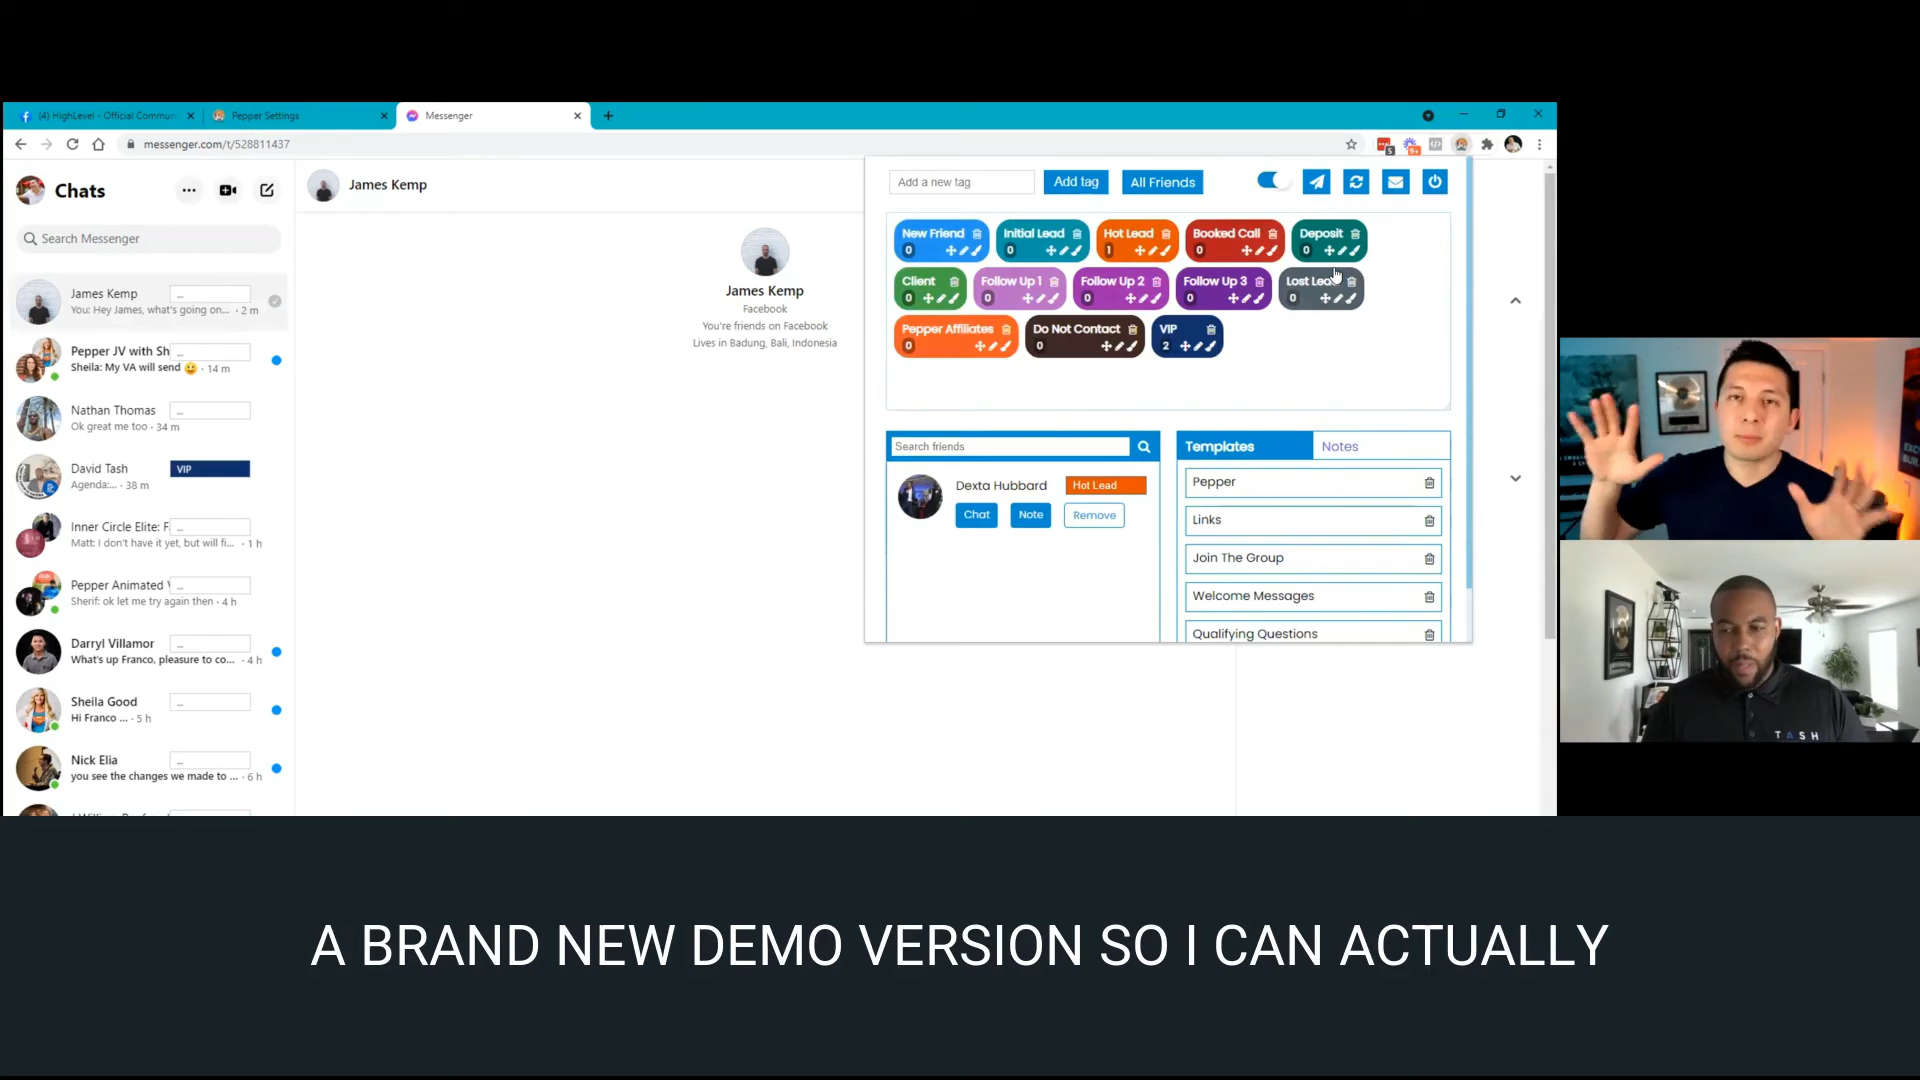 (4) HighLevel - Official Commun
Pepper Settings
Messenger
messenger.com/t/528811437
Chats
Search Messenger
James Kemp
...
You: Hey James, what's going on... · 2 m
Pepper JV with Sh
...
Sheila: My VA will send 😃 · 14 m
Nathan Thomas
...
Ok great me too · 34 m
David Tash
VIP
Agenda:... · 38 m
Inner Circle Elite: F
...
Matt: I don't have it yet, but will fi... · 1 h
Pepper Animated
...
Sherif: ok let me try again then · 4 h
Darryl Villamor
...
What's up Franco, pleasure to co... · 4 h
Sheila Good
...
Hi Franco ... · 5 h
Nick Elia
...
you see the changes we made to ... · 6 h
James Kemp
James Kemp
Facebook
You're friends on Facebook
Lives in Badung, Bali, Indonesia
Add a new tag
Add tag
All Friends
New Friend
0
Initial Lead
0
Hot Lead
1
Booked Call
0
Deposit
0
Client
0
Follow Up 1
0
Follow Up 2
0
Follow Up 3
0
Lost Lead
0
Pepper Affiliates
0
Do Not Contact
0
VIP
2
Search friends
Dexta Hubbard
Hot Lead
Chat
Note
Remove
Templates
Notes
Pepper
Links
Join The Group
Welcome Messages
Qualifying Questions
5
9+
TASH
A BRAND NEW DEMO VERSION SO I CAN ACTUALLY